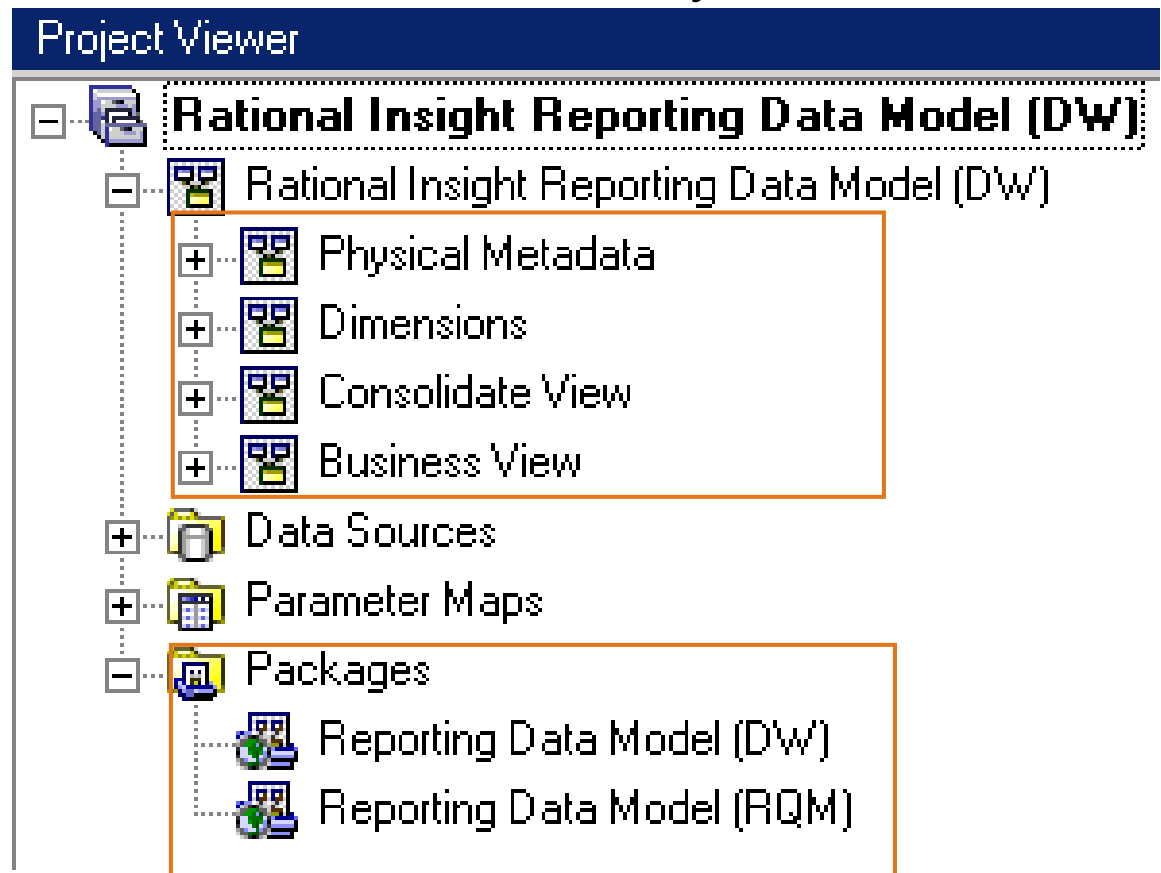 Project Viewer
Rational Insight Reporting Data Model (DW)
Rational Insight Reporting Data Model (DW)
Physical Metadata
Dimensions
Consolidate View
Business View
Data Sources
Parameter Maps
Packages
Reporting Data Model (DW)
Reporting Data Model (RQM)